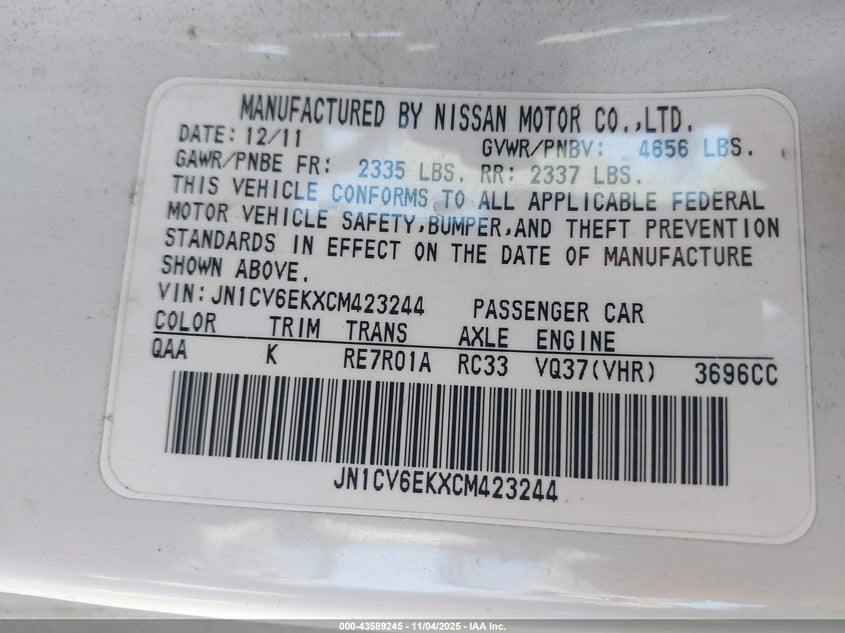 MANUFACTURED BY NISSAN MOTOR CO.,LTD.
DATE: 12/11 GVWR/PNBV: 4656 LBS.
GAWR/PNBE FR: 2335 LBS. RR: 2337 LBS.
THIS VEHICLE CONFORMS TO ALL APPLICABLE FEDERAL
MOTOR VEHICLE SAFETY,BUMPER,AND THEFT PREVENTION
STANDARDS IN EFFECT ON THE DATE OF MANUFACTURE
SHOWN ABOVE.
VIN: JN1CV6EKXCM423244 PASSENGER CAR
COLOR TRIM TRANS AXLE ENGINE
QAA K RE7R01A RC33 VQ37(VHR) 3696CC
JN1CV6EKXCM423244
000-43589245 - 11/04/2025 - IAA Inc.